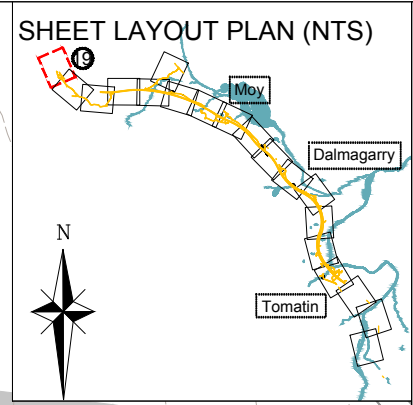 SHEET LAYOUT PLAN (NTS)
19
Moy
Dalmagarry
N
Tomatin